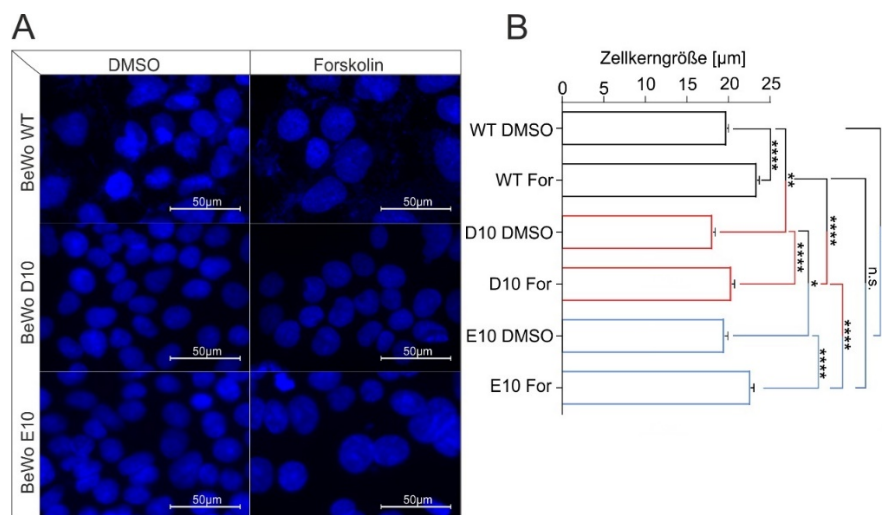 A
DMSO
Forskolin
BeWo WT
50µm
50µm
BeWo D10
50µm
50µm
BeWo E10
50µm
50µm
B
Zellkerngröße [µm]
0 5 10 15 20 25
WT DMSO
WT For
D10 DMSO
D10 For
E10 DMSO
E10 For
****
**
****
****
*
n.s.
****
****